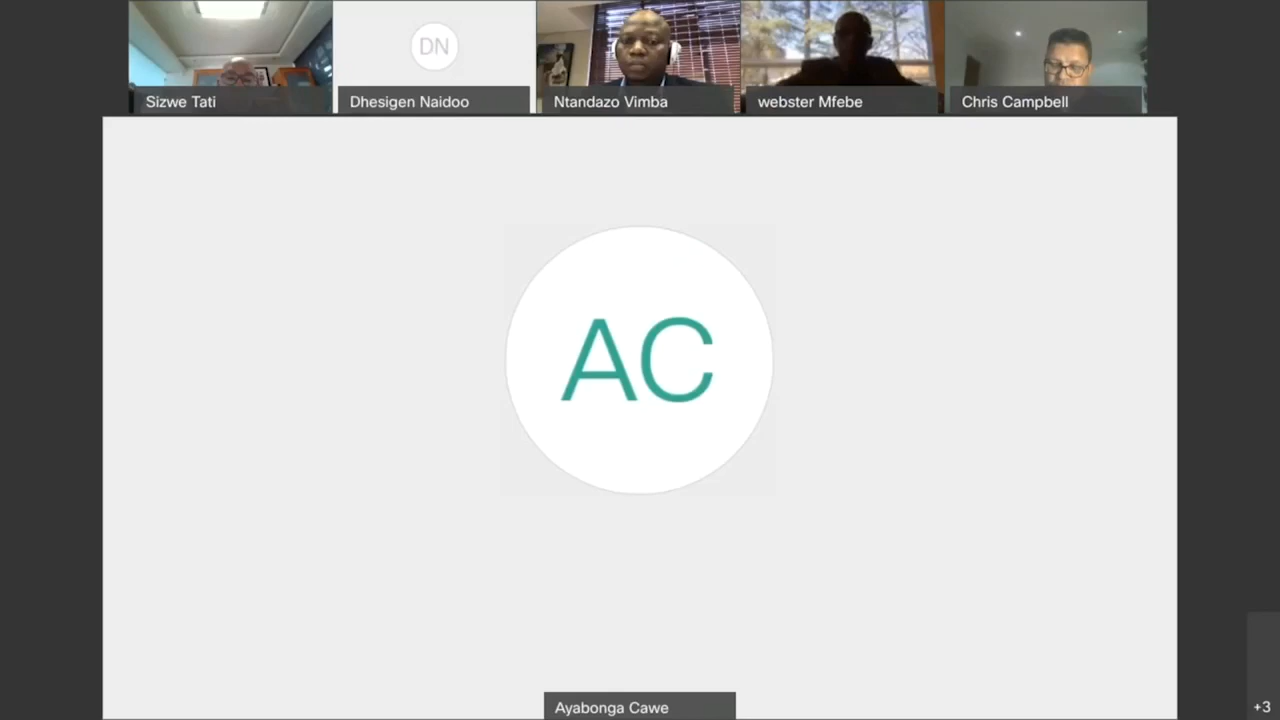 DN
Sizwe Tati
Dhesigen Naidoo
Ntandazo Vimba
webster Mfebe
Chris Campbell
AC
Ayabonga Cawe
+3